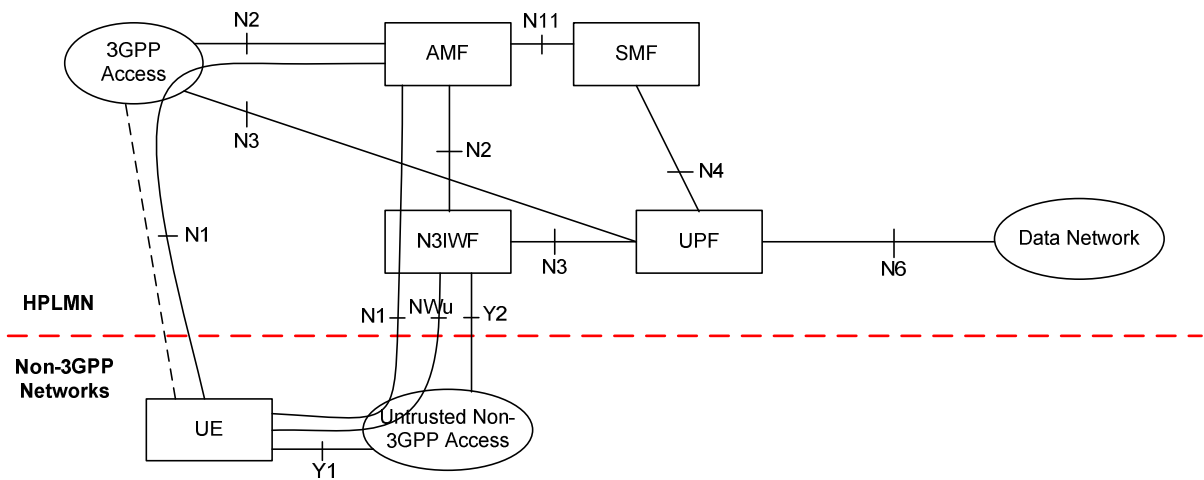 N2
N11
3GPP
Access
AMF
SMF
N3
N2
N4
N1
N3IWF
UPF
Data Network
N3
N6
HPLMN
N1
NWu
Y2
Non-3GPP
Networks
UE
Untrusted Non-
3GPP Access
Y1